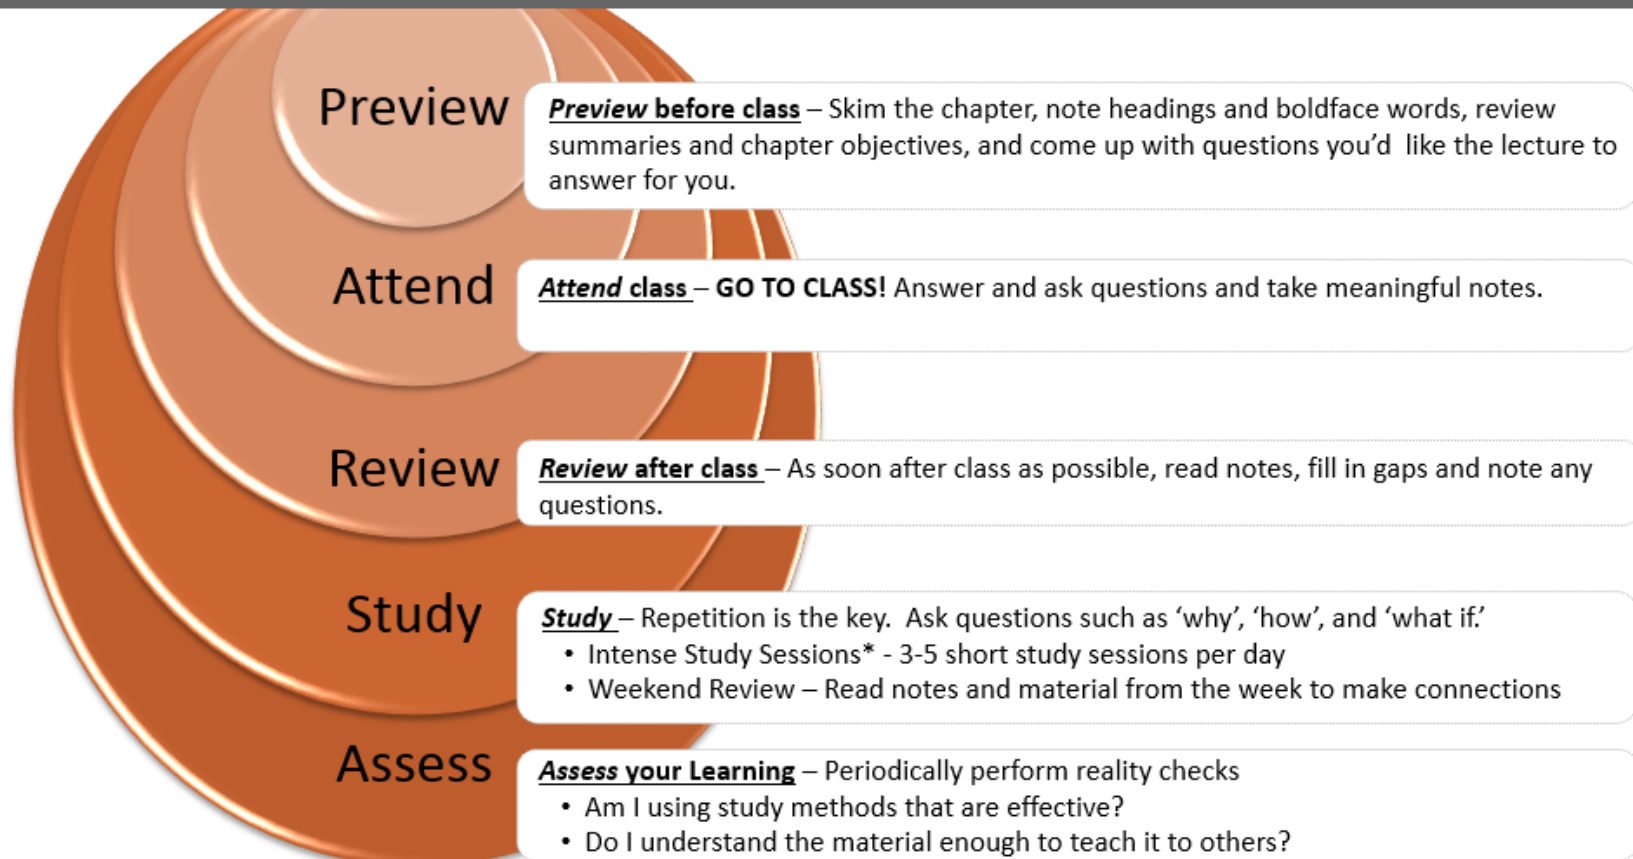 Preview
Preview before class – Skim the chapter, note headings and boldface words, review
summaries and chapter objectives, and come up with questions you’d  like the lecture to
answer for you.
Attend
Attend class – GO TO CLASS! Answer and ask questions and take meaningful notes.
Review
Review after class – As soon after class as possible, read notes, fill in gaps and note any
questions.
Study
Study – Repetition is the key.  Ask questions such as ‘why’, ‘how’, and ‘what if.’
• Intense Study Sessions* - 3-5 short study sessions per day
• Weekend Review – Read notes and material from the week to make connections
Assess
Assess your Learning – Periodically perform reality checks
• Am I using study methods that are effective?
• Do I understand the material enough to teach it to others?